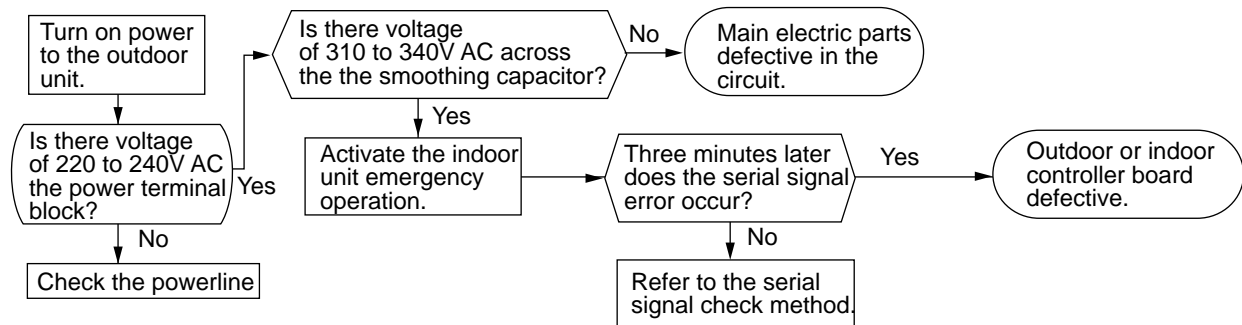 Turn on power
to the outdoor
unit.
Is there voltage
of 220 to 240V AC
the power terminal
block?
Yes
No
Check the powerline
Is there voltage
of 310 to 340V AC across
the the smoothing capacitor?
No
Main electric parts
defective in the
circuit.
Yes
Activate the indoor
unit emergency
operation.
Three minutes later
does the serial signal
error occur?
Yes
Outdoor or indoor
controller board
defective.
No
Refer to the serial
signal check method.